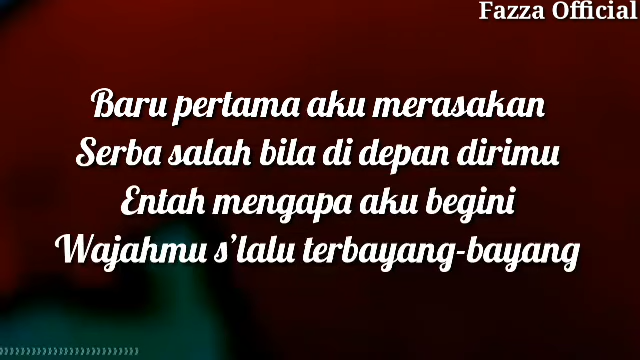 Fazza Official
Baru pertama aku merasakan
Serba salah bila di depan dirimu
Entah mengapa aku begini
Wajahmu s'lalu terbayang-bayang